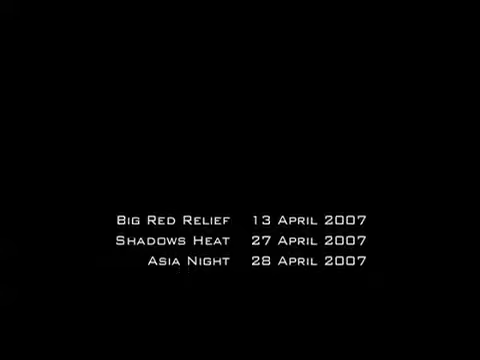 Big Red Relief 13 April 2007
Shadows Heat 27 April 2007
Asia Night 28 April 2007